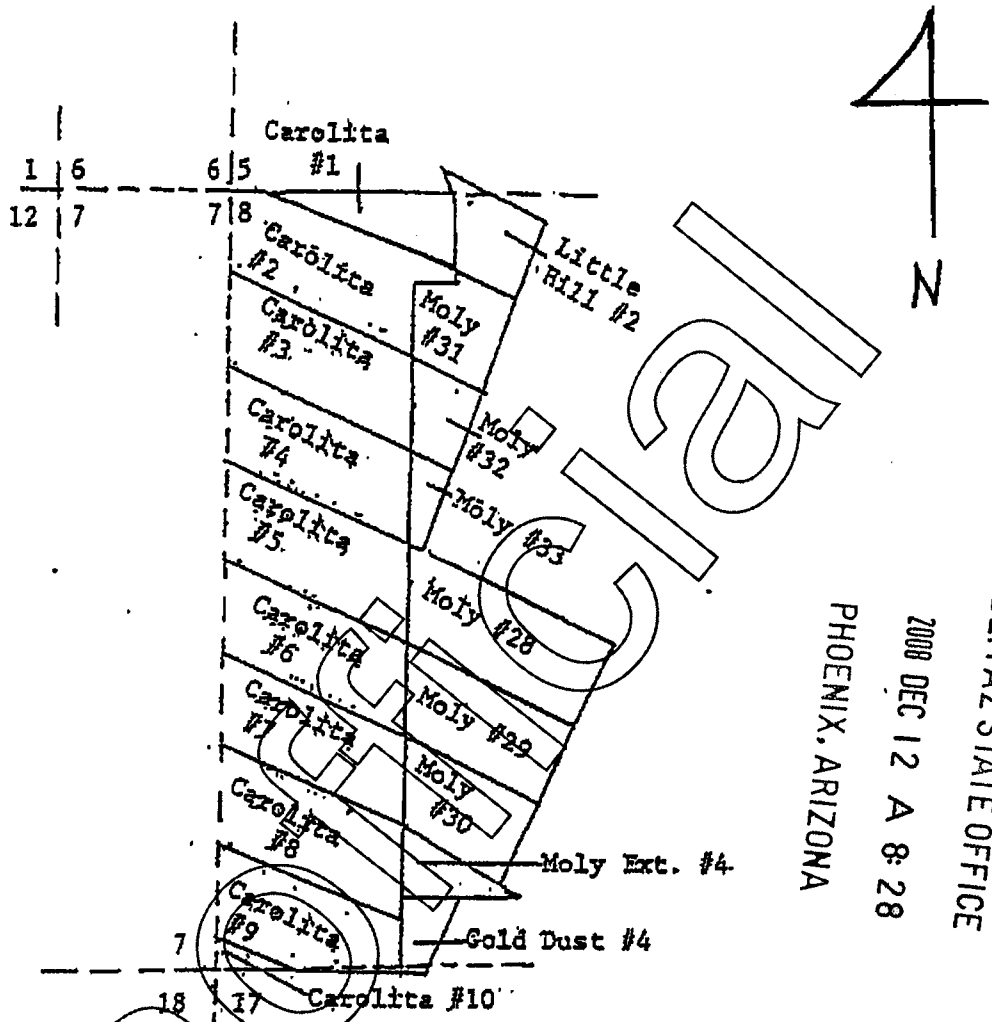 Carolita
#1
1 6
6 5
12 7
7 8
N
Carolita
#2
Little
Hill #2
Moly
#31
Carolita
#3
Moly
#32
Carolita
#4
Moly #33
Carolita
#5
Moly #28
Carolita
#6
Moly #29
Carolita
#7
Moly
#30
Carolita
#8
Moly Ext. #4
Carolita
#9
Gold Dust #4
7
Carolita #10
18 17
STATE OFFICE
2008 DEC 12 A 8:28
PHOENIX, ARIZONA
cial